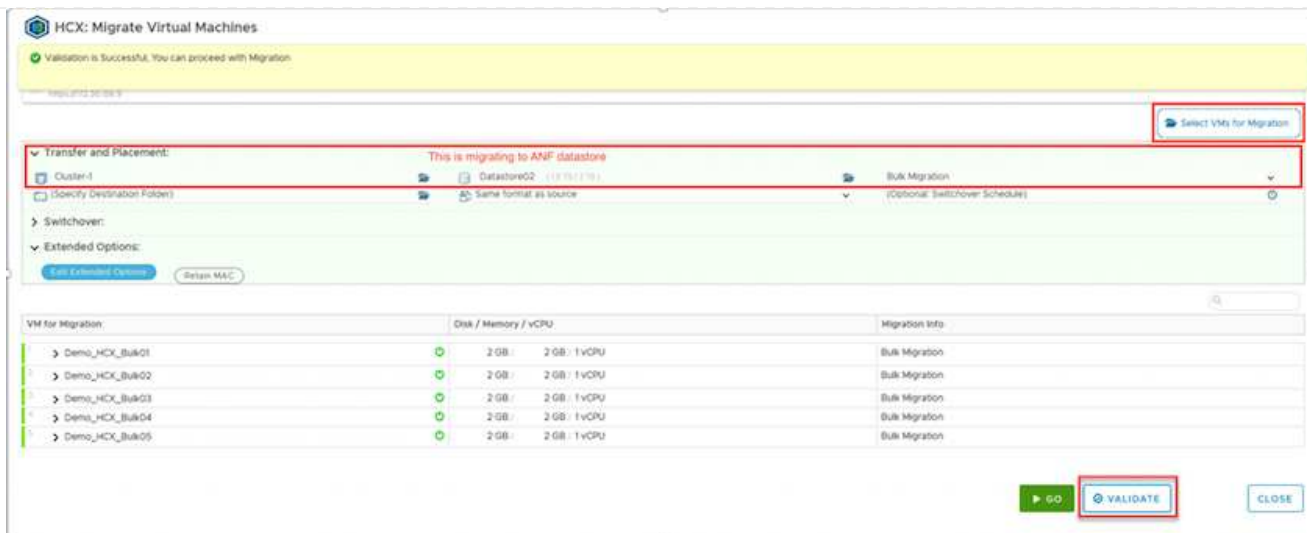 HCX: Migrate Virtual Machines
Validation is Successful, You can proceed with Migration
Select VMs for Migration
Transfer and Placement:
This is migrating to ANF datastore
Cluster-1 Datastore02 Bulk Migration
(Specify Destination Folder) Same format as source (Optional: Switchover Schedule)
Switchover:
Extended Options:
Edit Extended Options Retain MAC
VM for Migration Disk / Memory / vCPU Migration Info
1 Demo_HCX_Bulk01 2 GB / 2 GB / 1 vCPU Bulk Migration
2 Demo_HCX_Bulk02 2 GB / 2 GB / 1 vCPU Bulk Migration
3 Demo_HCX_Bulk03 2 GB / 2 GB / 1 vCPU Bulk Migration
4 Demo_HCX_Bulk04 2 GB / 2 GB / 1 vCPU Bulk Migration
5 Demo_HCX_Bulk05 2 GB / 2 GB / 1 vCPU Bulk Migration
GO VALIDATE CLOSE